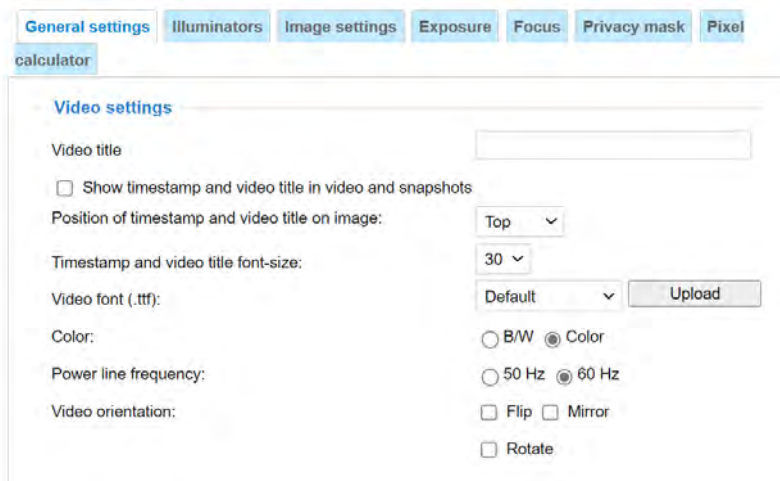 General settings Illuminators Image settings Exposure Focus Privacy mask Pixel
calculator
Video settings
Video title
Show timestamp and video title in video and snapshots
Position of timestamp and video title on image: Top
Timestamp and video title font-size: 30
Video font (.ttf): Default Upload
Color: B/W Color
Power line frequency: 50 Hz 60 Hz
Video orientation: Flip Mirror
Rotate